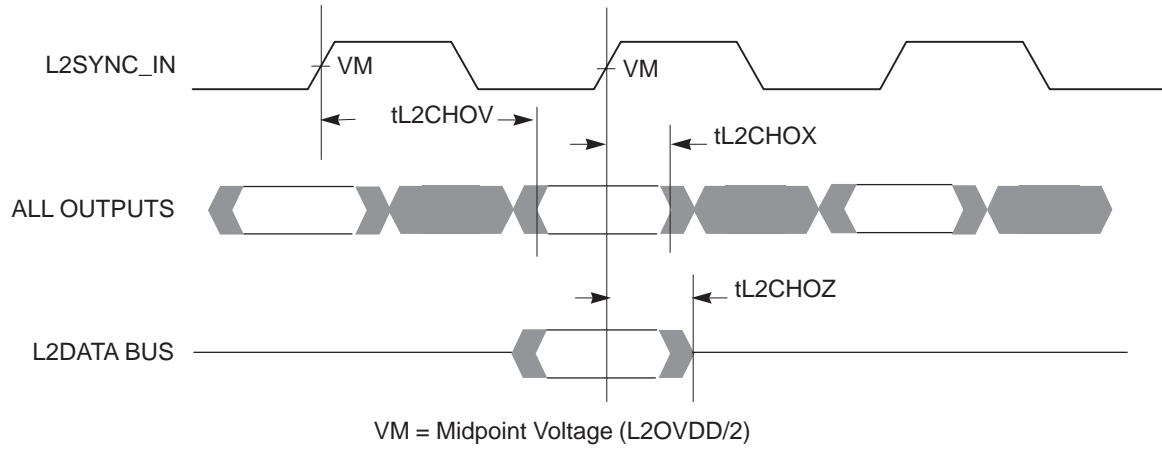 L2SYNC_IN
VM
VM
tL2CHOV
tL2CHOX
ALL OUTPUTS
tL2CHOZ
L2DATA BUS
VM = Midpoint Voltage (L2OVDD/2)